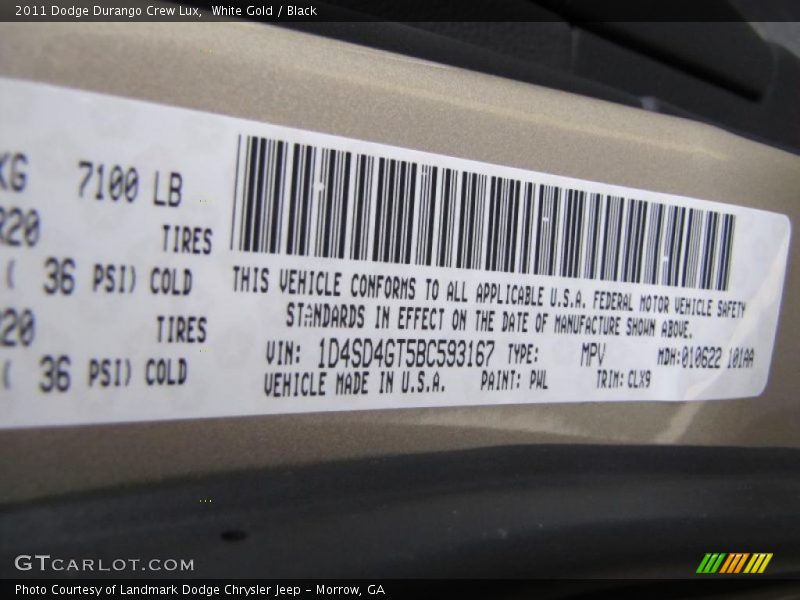 2011 Dodge Durango Crew Lux, White Gold / Black
KG 7100 LB
R20 TIRES
( 36 PSI) COLD
R20 TIRES
( 36 PSI) COLD
THIS VEHICLE CONFORMS TO ALL APPLICABLE U.S.A. FEDERAL MOTOR VEHICLE SAFETY
STANDARDS IN EFFECT ON THE DATE OF MANUFACTURE SHOWN ABOVE.
VIN: 1D4SD4GT5BC593167 TYPE: MPV MDH:010622 101AA
VEHICLE MADE IN U.S.A. PAINT: PWL TRIM: CLX9
GTCARLOT.COM
Photo Courtesy of Landmark Dodge Chrysler Jeep – Morrow, GA